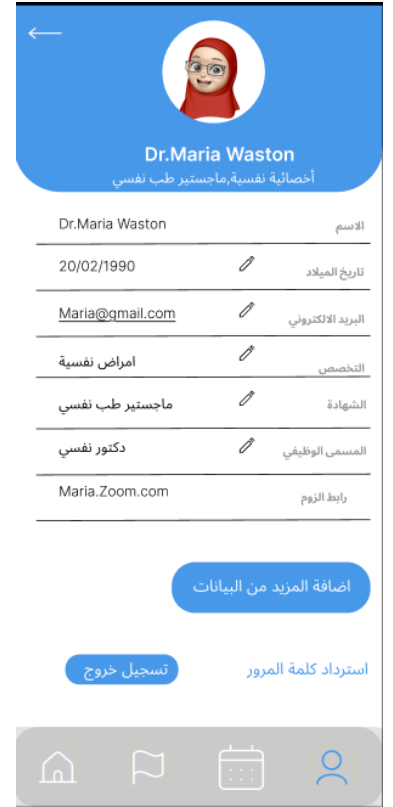 Dr.Maria Waston
أخصائية نفسية,ماجستير طب نفسي
الاسم Dr.Maria Waston
تاريخ الميلاد 20/02/1990
البريد الالكتروني Maria@gmail.com
التخصص امراض نفسية
الشهادة ماجستير طب نفسي
المسمى الوظيفي دكتور نفسي
رابط الزوم Maria.Zoom.com
اضافة المزيد من البيانات
استرداد كلمة المرور تسجيل خروج